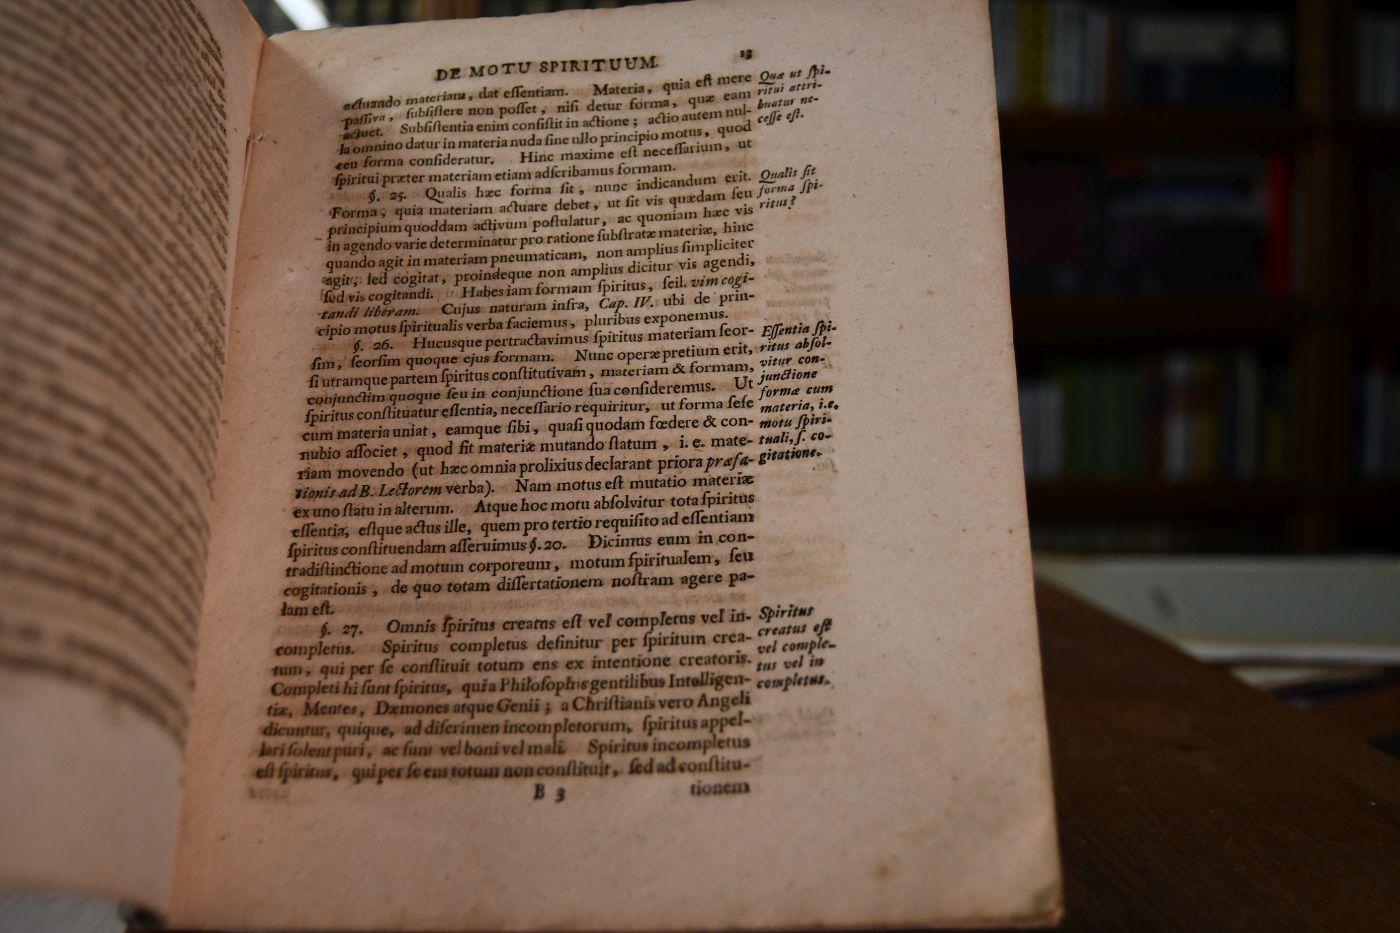 DE MOTU SPIRITUUM. 13
actuando materiam, dat eſſentiam. Materia, quia eſt mere
paſſiva, ſubſiſtere non poſſet, niſi detur forma, quæ eam
actuet. Subſiſtentia enim conſiſtit in actione; actio autem nul-
la omnino datur in materia nuda ſine ullo principio motus, quod
ceu forma conſideratur. Hinc maxime eſt neceſſarium, ut
ſpiritui præter materiam etiam adſcribamus formam.
Quæ ut ſpi-
ritui attri-
buatur ne-
ceſſe eſt.
§. 25. Qualis hæc forma ſit, nunc indicandum erit.
Forma, quia materiam actuare debet, ut ſit vis quædam ſeu
principium quoddam activum poſtulatur, ac quoniam hæc vis
in agendo varie determinatur pro ratione ſubſtratæ materiæ, hinc
quando agit in materiam pneumaticam, non amplius ſimpliciter
agit, ſed cogitat, proindeque non amplius dicitur vis agendi,
ſed vis cogitandi. Habes iam formam ſpiritus, ſcil. vim cogi-
tandi liberam. Cujus naturam infra, Cap. IV. ubi de prin-
cipio motus ſpiritualis verba faciemus, pluribus exponemus.
Qualis ſit
forma ſpi-
ritus?
§. 26. Hucusque pertractavimus ſpiritus materiam ſeor-
ſim, ſeorſim quoque ejus formam. Nunc operæ pretium erit,
ſi utramque partem ſpiritus conſtitutivam, materiam & formam,
conjunctim quoque ſeu in conjunctione ſua conſideremus. Ut
ſpiritus conſtituatur eſſentia, neceſſario requiritur, ut forma ſeſe
cum materia uniat, eamque ſibi, quaſi quodam fœdere & con-
nubio aſſociet, quod fit materiæ mutando ſtatum, i. e. mate-
riam movendo (ut hæc omnia prolixius declarant priora præfa-
tionis ad B. Lectorem verba). Nam motus eſt mutatio materiæ
ex uno ſtatu in alterum. Atque hoc motu abſolvitur tota ſpiritus
eſſentia, eſtque actus ille, quem pro tertio requiſito ad eſſentiam
ſpiritus conſtituendam aſſeruimus §. 20. Dicimus eum in con-
tradiſtinctione ad motum corporeum, motum ſpiritualem, ſeu
cogitationis, de quo totam diſſertationem noſtram agere pa-
lam eſt.
Eſſentia ſpi-
ritus abſol-
vitur con-
junctione
formæ cum
materia, i.e.
motu ſpiri-
tuali, ſ. co-
gitatione.
§. 27. Omnis ſpiritus creatus eſt vel completus vel in-
completus. Spiritus completus definitur per ſpiritum crea-
tum, qui per ſe conſtituit totum ens ex intentione creatoris.
Completi hi ſunt ſpiritus, qui a Philoſophis gentilibus Intelligen-
tiæ, Mentes, Dæmones atque Genii; a Chriſtianis vero Angeli
dicuntur, quique, ad diſcrimen incompletorum, ſpiritus appel-
lari ſolent puri, ac ſunt vel boni vel mali. Spiritus incompletus
eſt ſpiritus, qui per ſe ens totum non conſtituit, ſed ad conſtitu-
Spiritus
creatus eſt
vel comple-
tus vel in
completus.
B 3 tionem